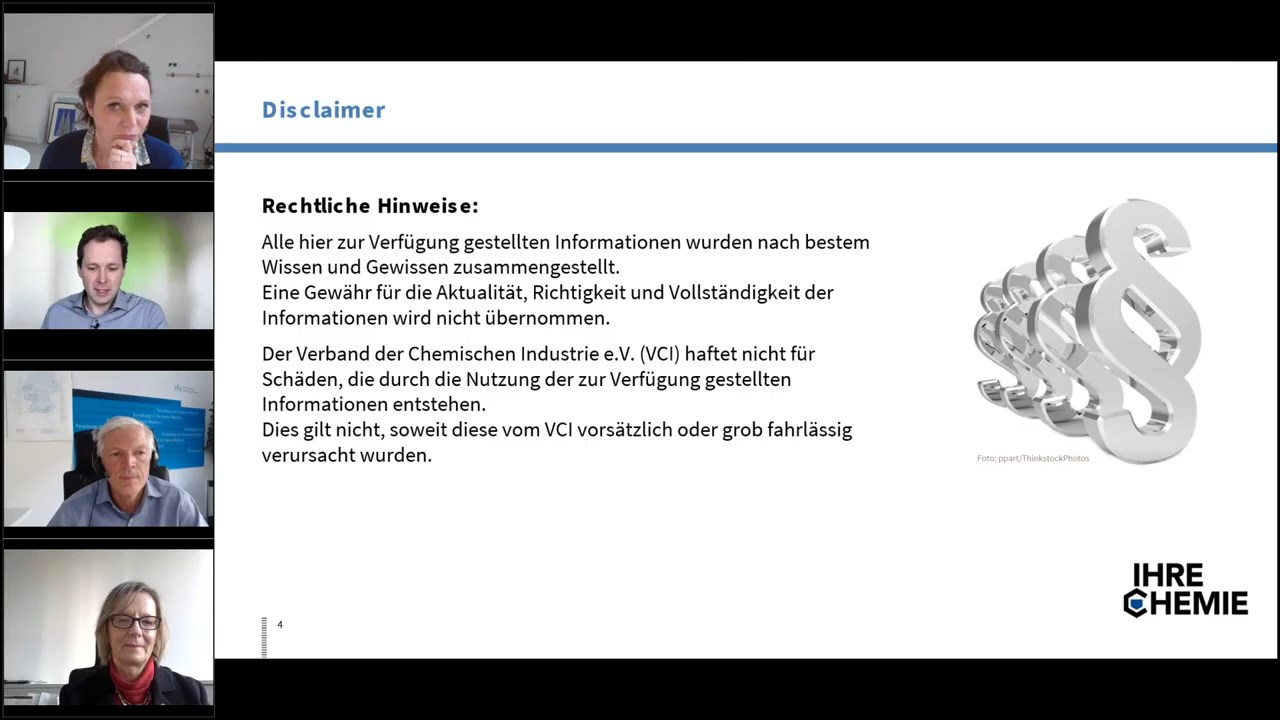 Disclaimer
Rechtliche Hinweise:
Alle hier zur Verfügung gestellten Informationen wurden nach bestem
Wissen und Gewissen zusammengestellt.
Eine Gewähr für die Aktualität, Richtigkeit und Vollständigkeit der
Informationen wird nicht übernommen.
Der Verband der Chemischen Industrie e.V. (VCI) haftet nicht für
Schäden, die durch die Nutzung der zur Verfügung gestellten
Informationen entstehen.
Dies gilt nicht, soweit diese vom VCI vorsätzlich oder grob fahrlässig
verursacht wurden.
Foto: ppart/ThinkstockPhotos
IHRE
CHEMIE
4